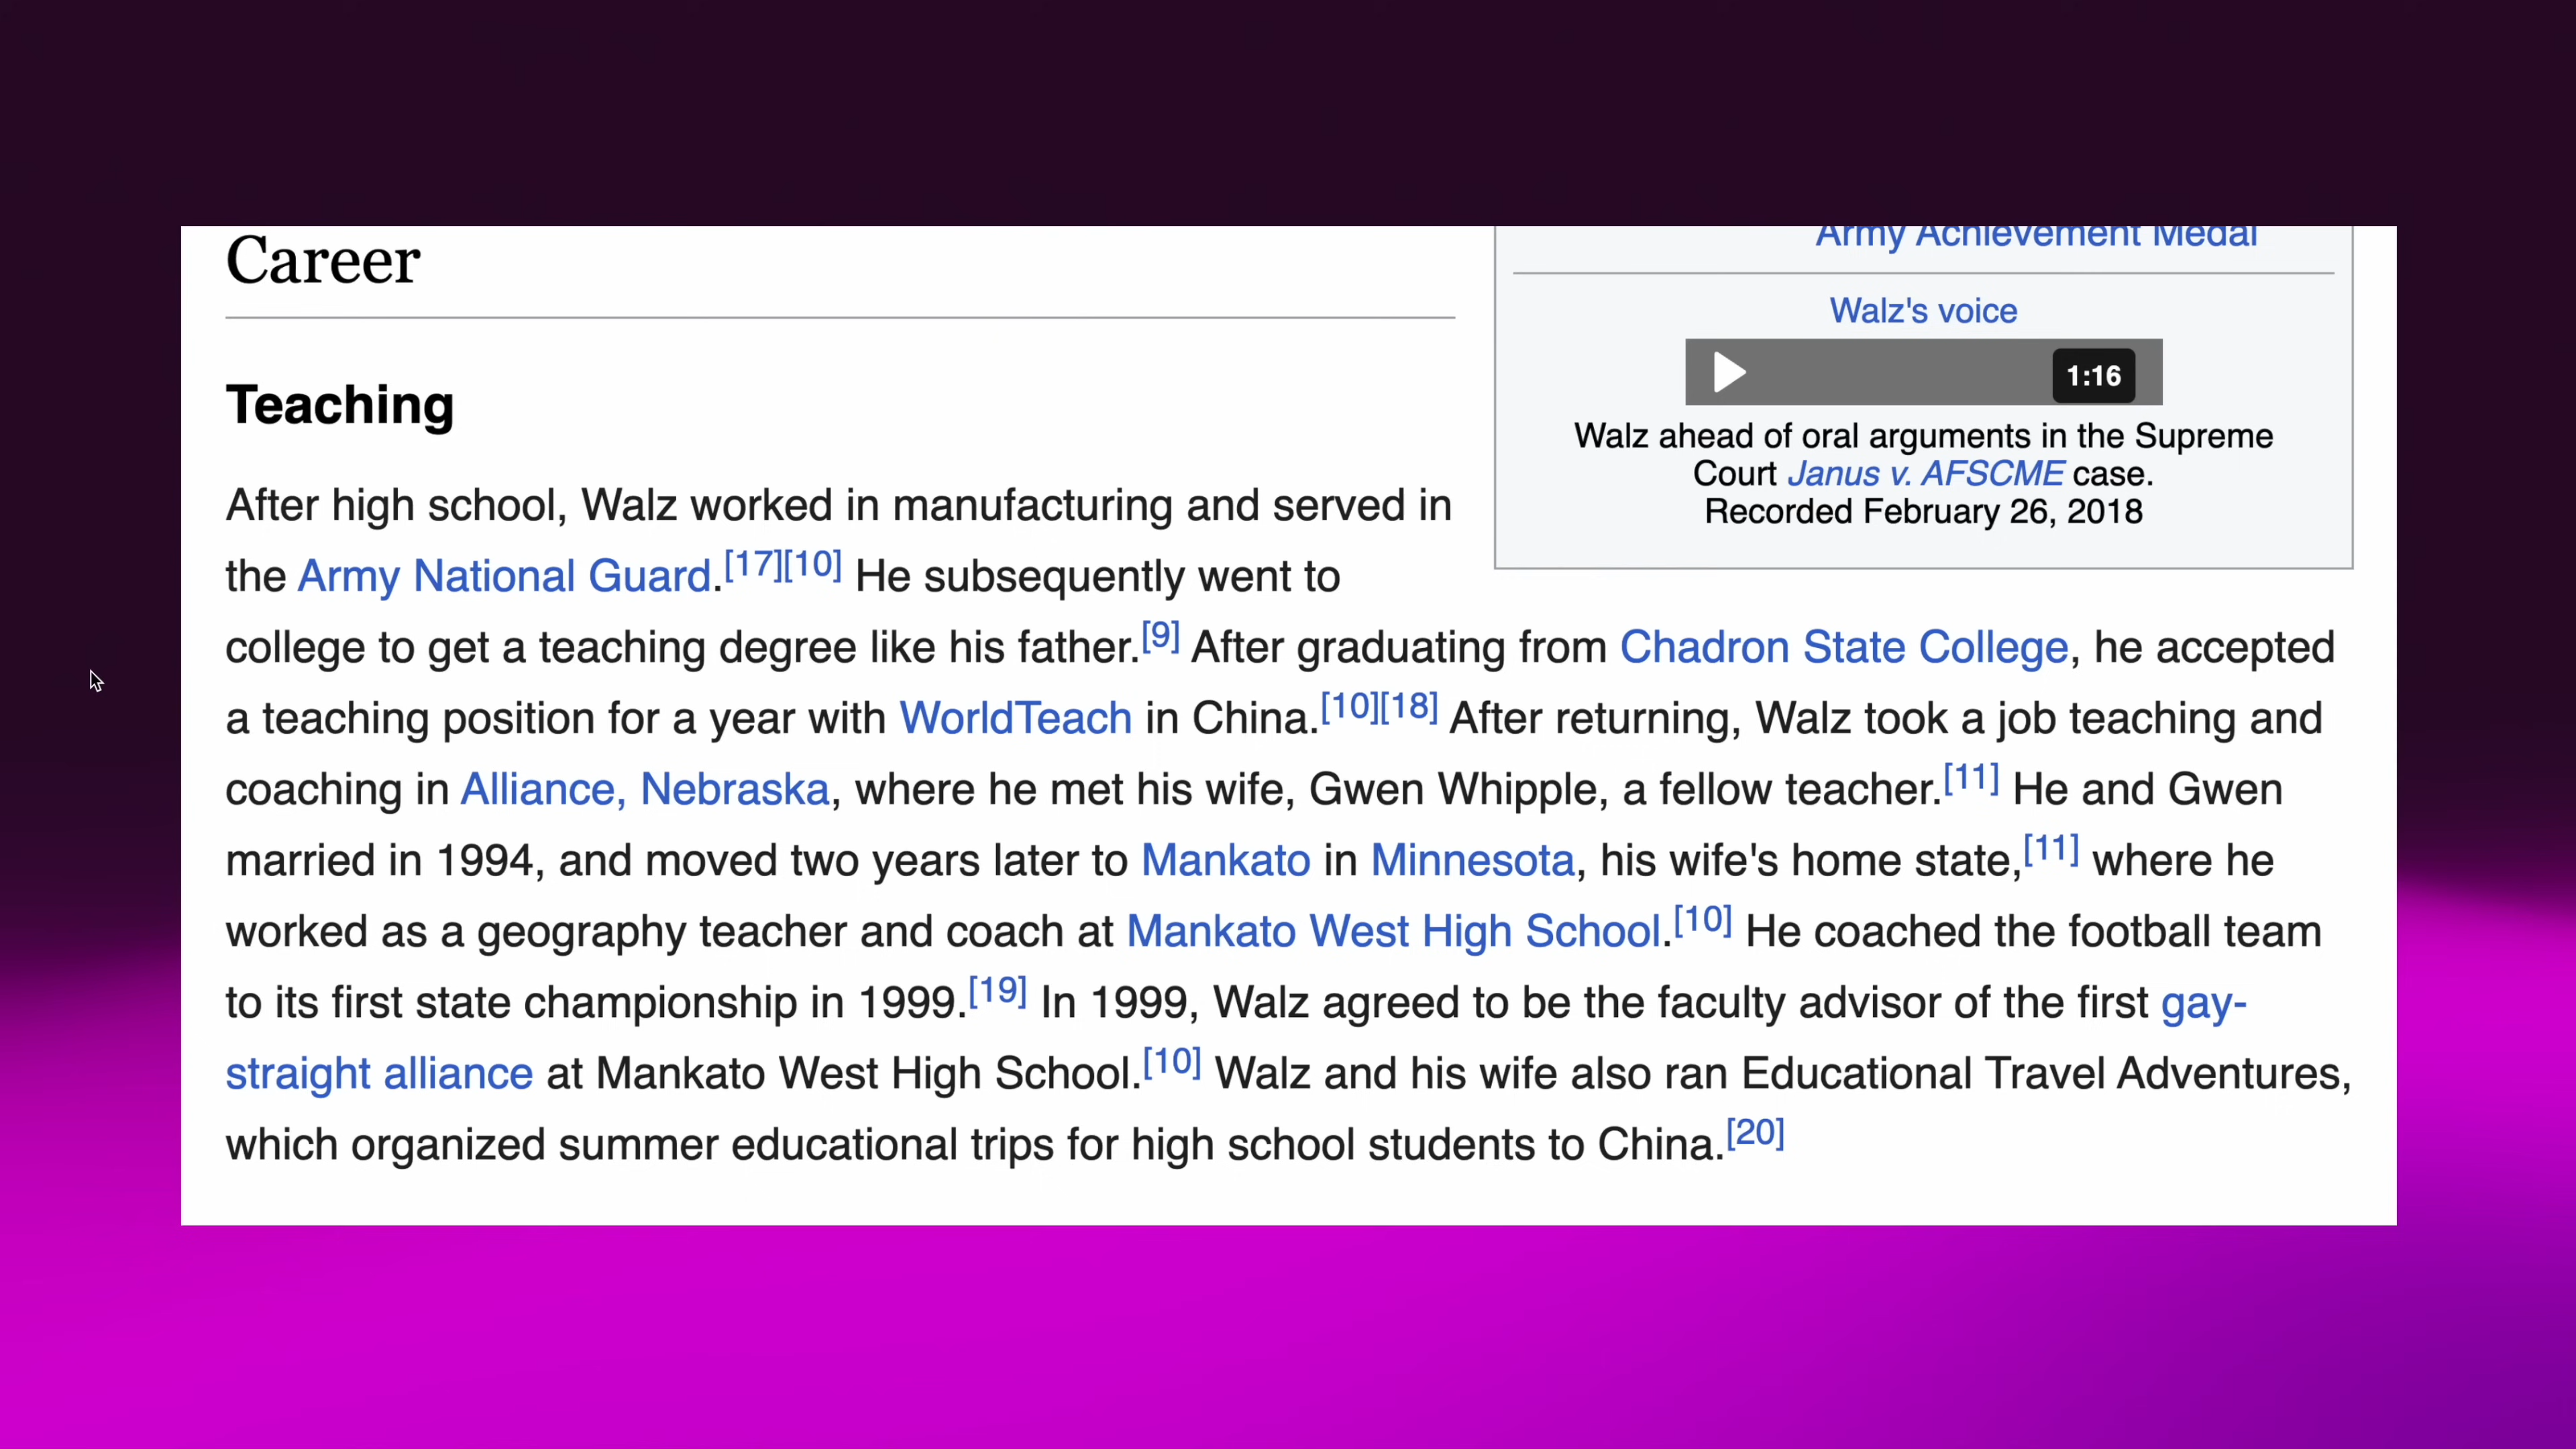 Career
Army Achievement Medal
Walz's voice
1:16
Walz ahead of oral arguments in the Supreme
Court Janus v. AFSCME case.
Recorded February 26, 2018
Teaching
After high school, Walz worked in manufacturing and served in
the Army National Guard.[17][10] He subsequently went to
college to get a teaching degree like his father.[9] After graduating from Chadron State College, he accepted
a teaching position for a year with WorldTeach in China.[10][18] After returning, Walz took a job teaching and
coaching in Alliance, Nebraska, where he met his wife, Gwen Whipple, a fellow teacher.[11] He and Gwen
married in 1994, and moved two years later to Mankato in Minnesota, his wife's home state,[11] where he
worked as a geography teacher and coach at Mankato West High School.[10] He coached the football team
to its first state championship in 1999.[19] In 1999, Walz agreed to be the faculty advisor of the first gay-
straight alliance at Mankato West High School.[10] Walz and his wife also ran Educational Travel Adventures,
which organized summer educational trips for high school students to China.[20]